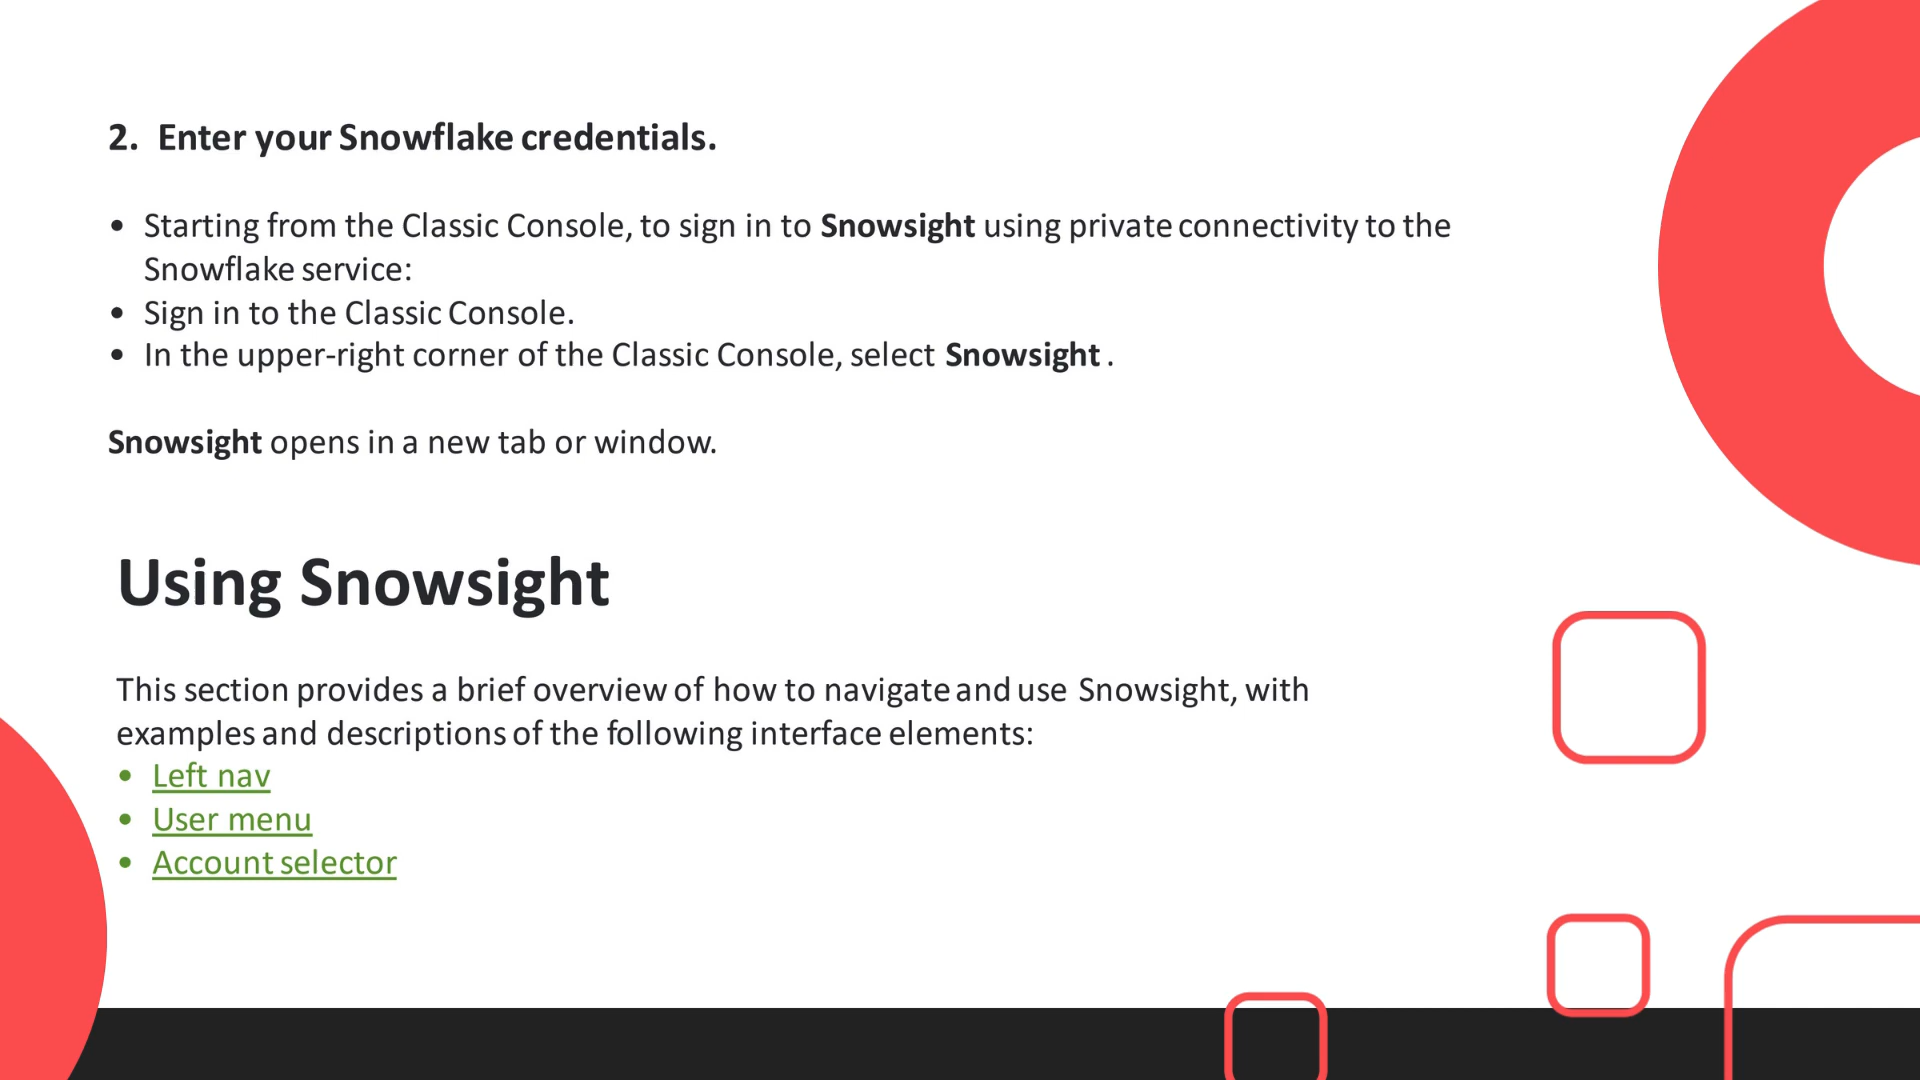 2. Enter your Snowflake credentials.
• Starting from the Classic Console, to sign in to Snowsight using private connectivity to the
Snowflake service:
• Sign in to the Classic Console.
• In the upper-right corner of the Classic Console, select Snowsight .
Snowsight opens in a new tab or window.
Using Snowsight
This section provides a brief overview of how to navigate and use Snowsight, with
examples and descriptions of the following interface elements:
• Left nav
• User menu
• Account selector